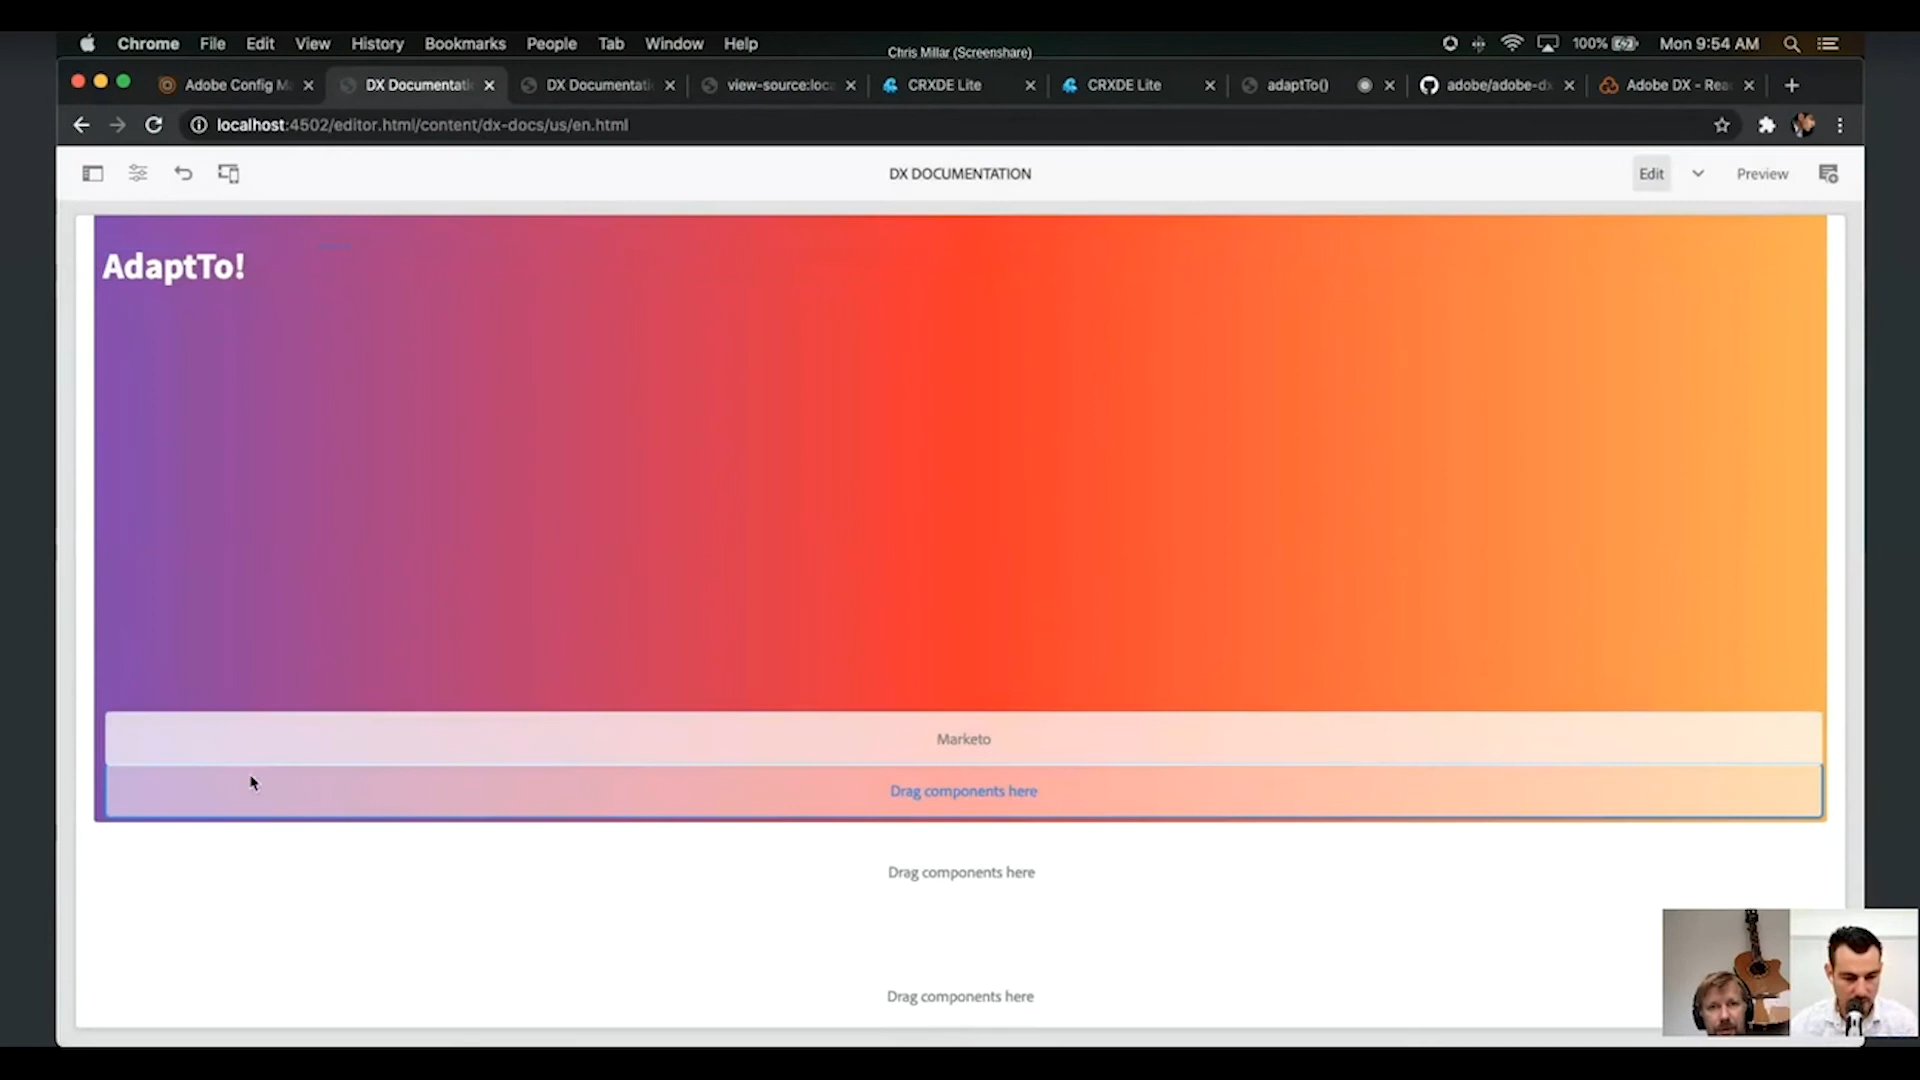 Chrome File Edit View History Bookmarks People Tab Window Help
Chris Millar (Screenshare)
100% Mon 9:54 AM
Adobe Config M
DX Documentati
DX Documentati
view-source:loca
CRXDE Lite
CRXDE Lite
adaptTo()
adobe/adobe-dx
Adobe DX - Rea
localhost:4502/editor.html/content/dx-docs/us/en.html
DX DOCUMENTATION
Edit
Preview
AdaptTo!
Marketo
Drag components here
Drag components here
Drag components here